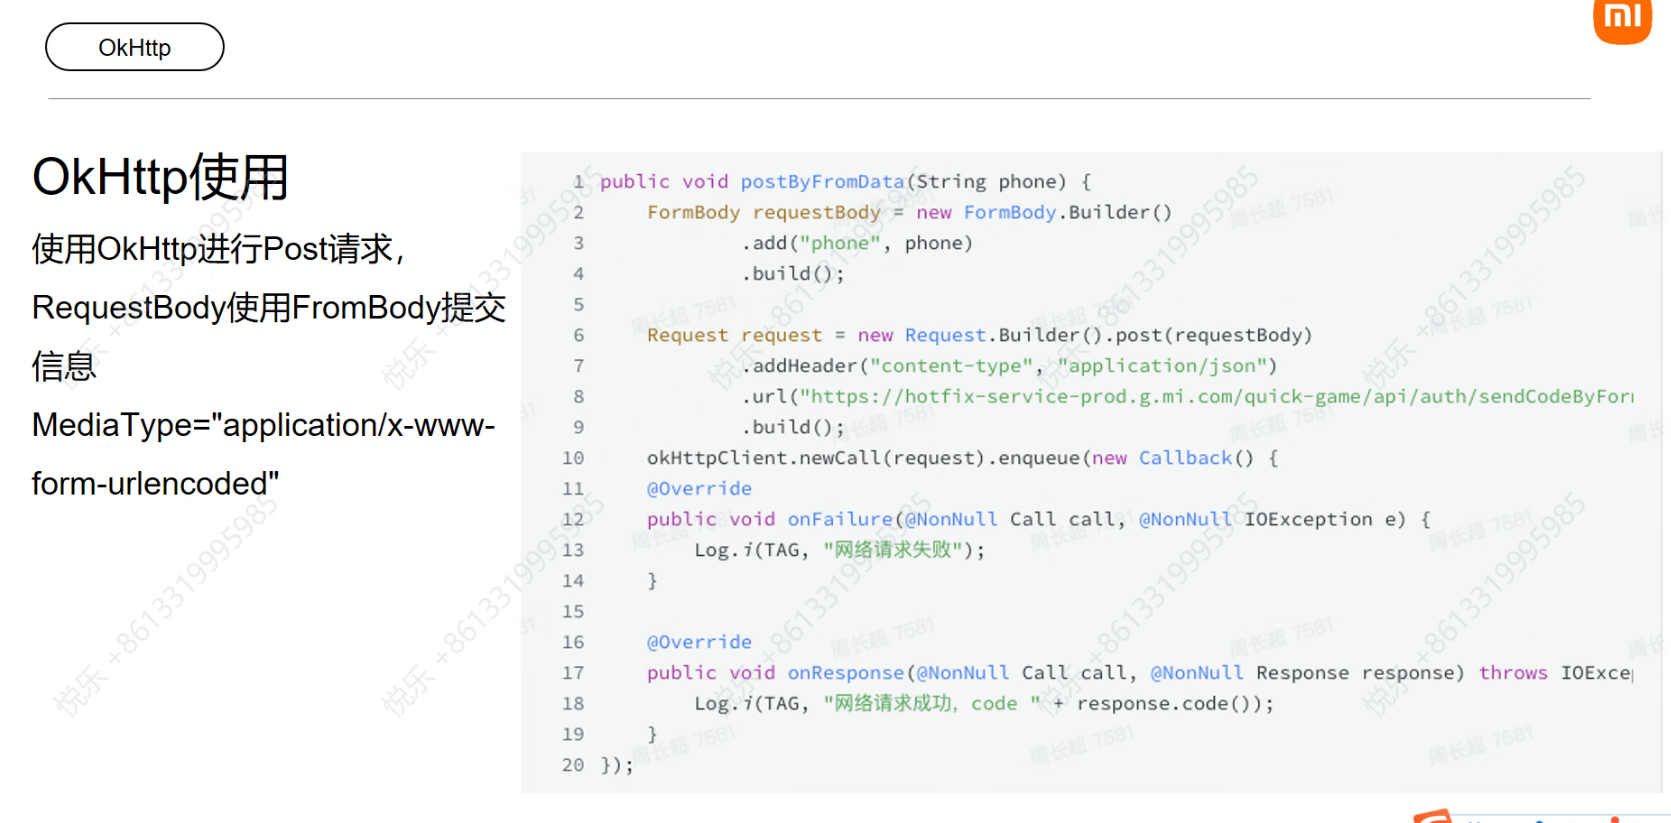 OkHttp
mi
OkHttp使用
使用OkHttp进行Post请求，
RequestBody使用FromBody提交
信息
MediaType="application/x-www-
form-urlencoded"
1 public void postByFromData(String phone) {
2 FormBody requestBody = new FormBody.Builder()
3 .add("phone", phone)
4 .build();
5
6 Request request = new Request.Builder().post(requestBody)
7 .addHeader("content-type", "application/json")
8 .url("https://hotfix-service-prod.g.mi.com/quick-game/api/auth/sendCodeByForm
9 .build();
10 okHttpClient.newCall(request).enqueue(new Callback() {
11 @Override
12 public void onFailure(@NonNull Call call, @NonNull IOException e) {
13 Log.i(TAG, "网络请求失败");
14 }
15
16 @Override
17 public void onResponse(@NonNull Call call, @NonNull Response response) throws IOExcep
18 Log.i(TAG, "网络请求成功，code " + response.code());
19 }
20 });
悦乐 +8613319995985
周长超 7581